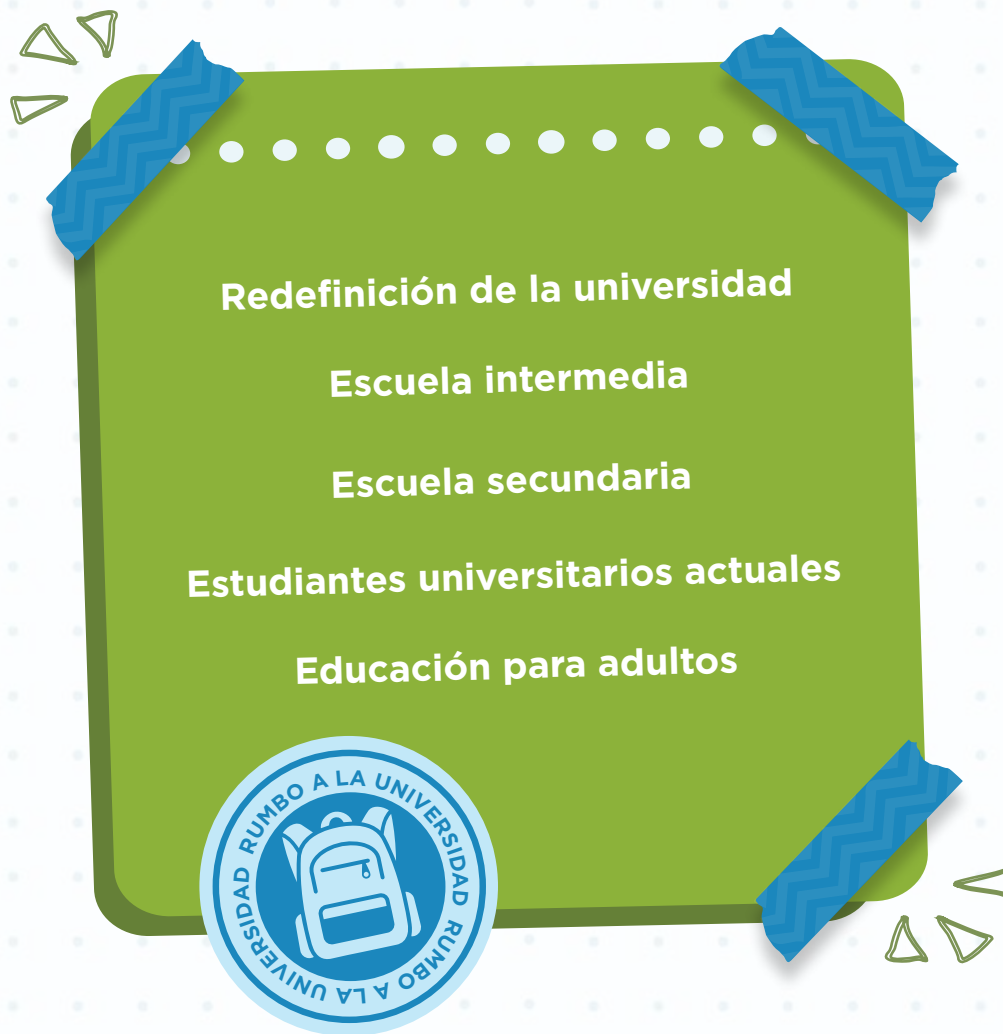 Redefinición de la universidad
Escuela intermedia
Escuela secundaria
Estudiantes universitarios actuales
Educación para adultos
RUMBO A LA UNIVERSIDAD RUMBO A LA UNIVERSIDAD